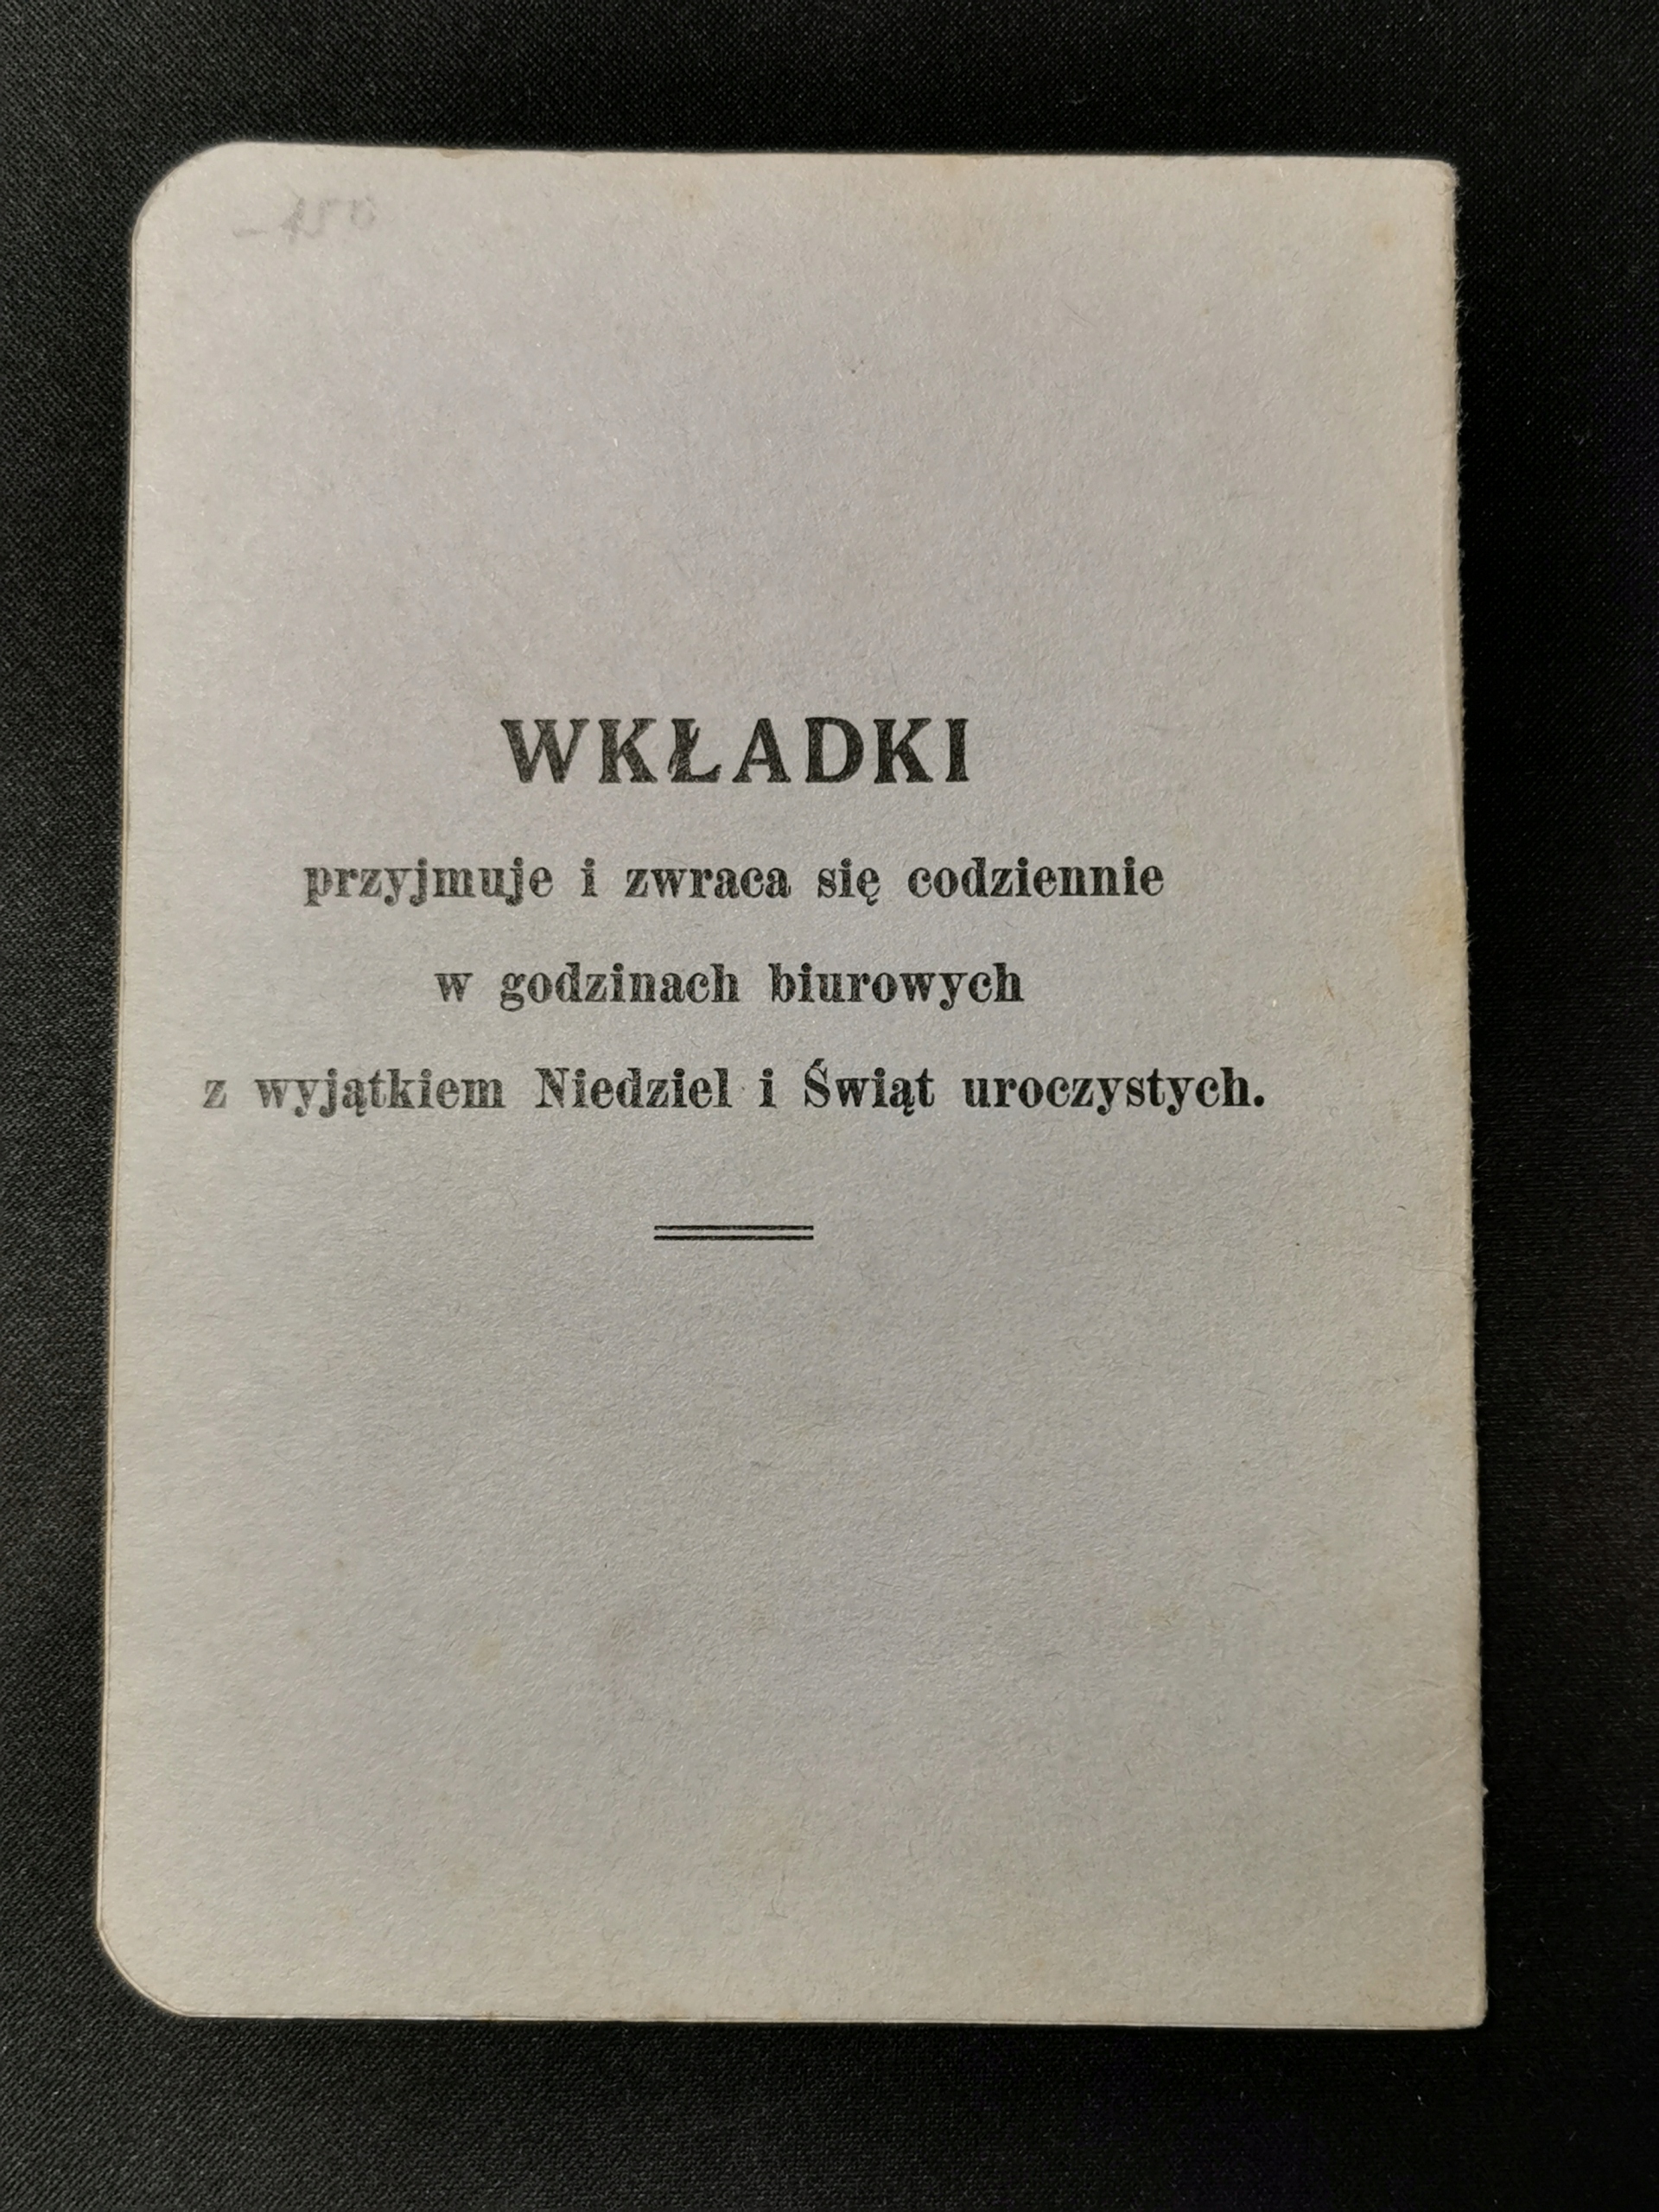 WKŁADKI
przyjmuje i zwraca się codziennie
w godzinach biurowych
z wyjątkiem Niedziel i Świąt uroczystych.